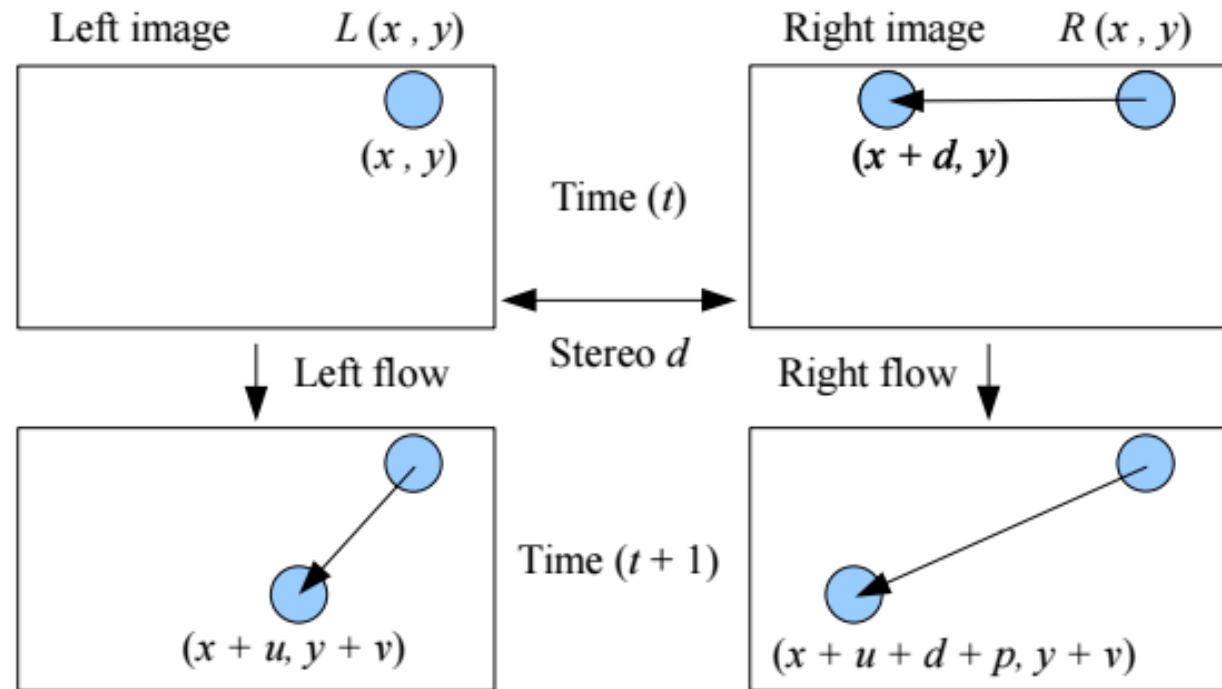 Left image L (x , y)
Right image R (x , y)
(x , y)
(x + d, y)
Time (t)
Stereo d
Left flow
Right flow
Time (t + 1)
(x + u, y + v)
(x + u + d + p, y + v)